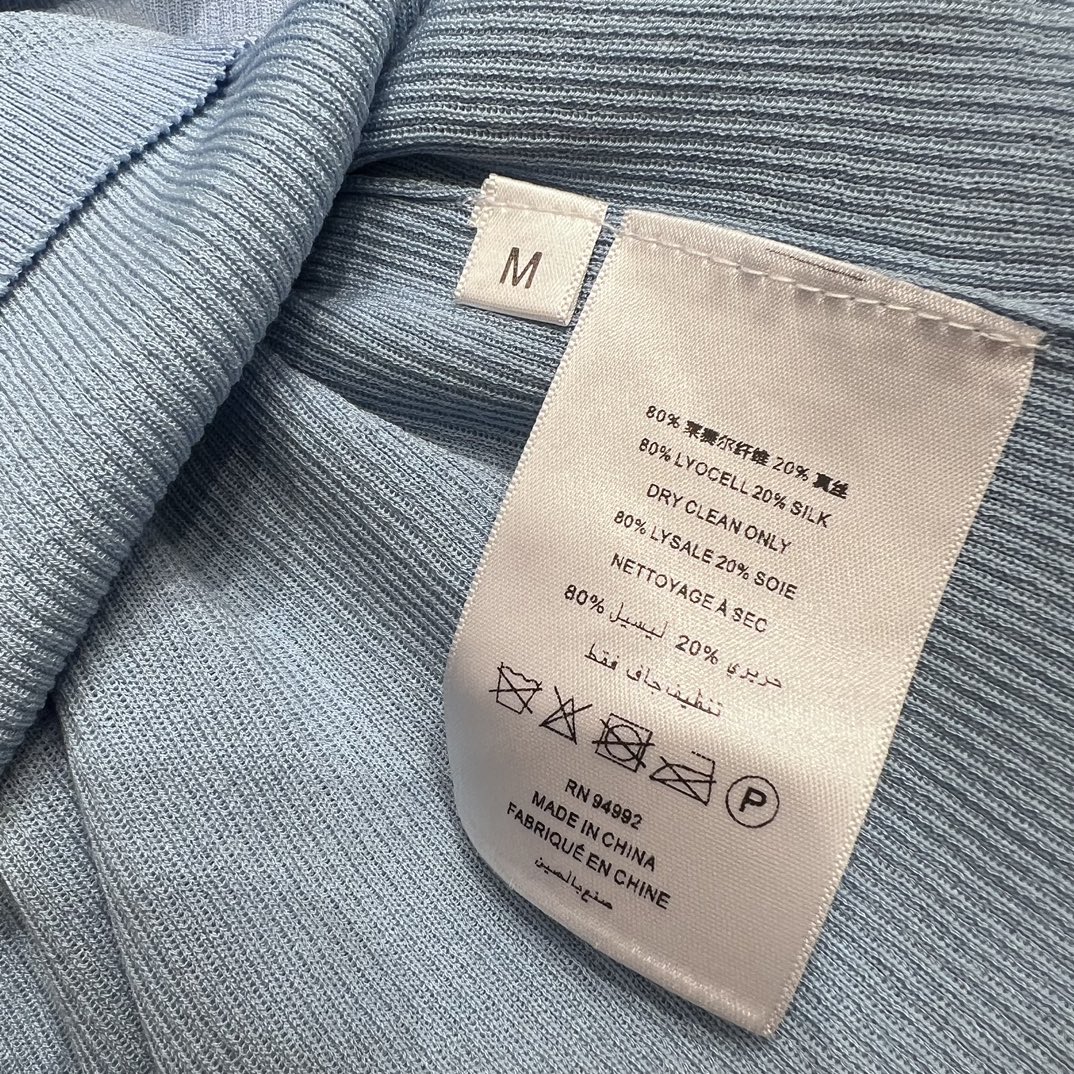 M
80% 莱赛尔纤维 20% 真丝
80% LYOCELL 20% SILK
DRY CLEAN ONLY
80% LYSALE 20% SOIE
NETTOYAGE À SEC
80% ليسيل 20% حريري
تنظيف جاف فقط
P
RN 94992
MADE IN CHINA
FABRIQUÉ EN CHINE
صنع بالصين